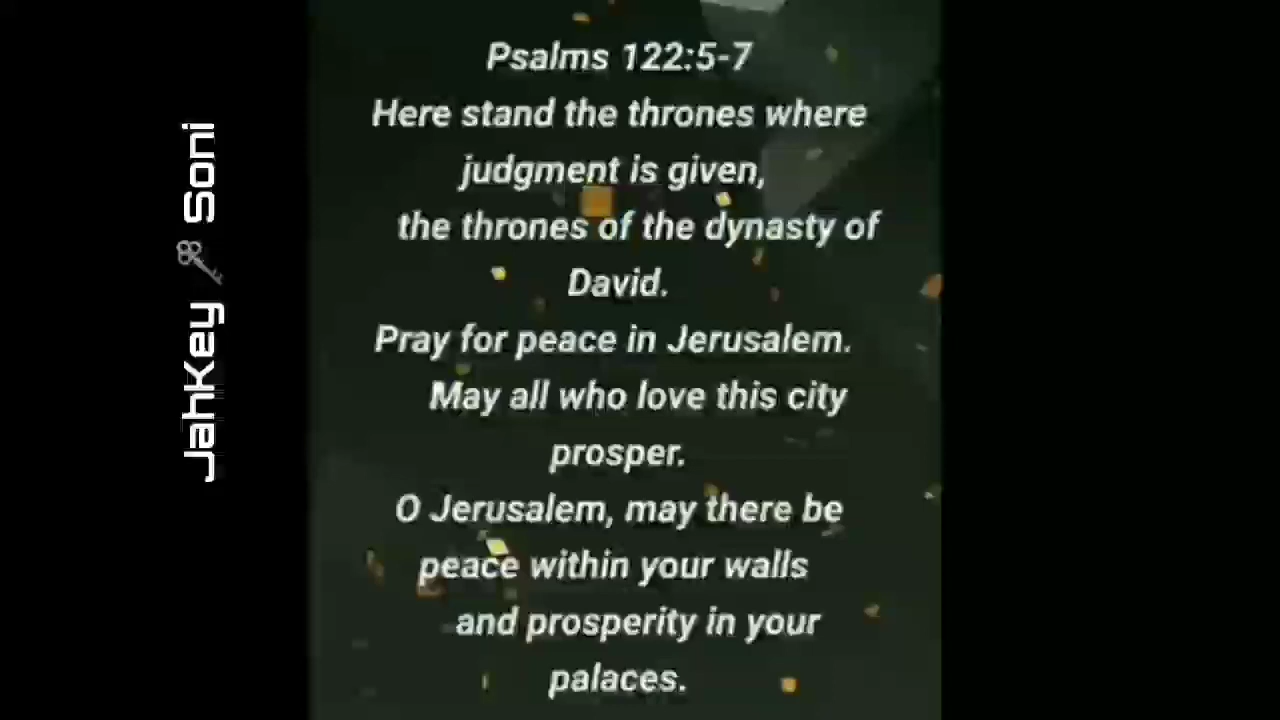 Psalms 122:5-7
Here stand the thrones where
judgment is given,
the thrones of the dynasty of
David.
Pray for peace in Jerusalem.
May all who love this city
prosper.
O Jerusalem, may there be
peace within your walls
and prosperity in your
palaces.
JahKey 🗝 Soni